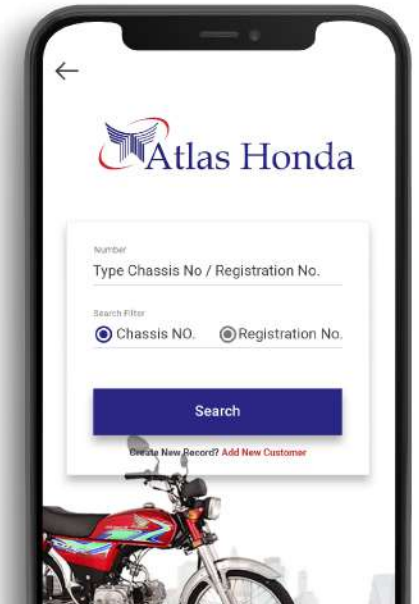 Atlas Honda
Number
Type Chassis No / Registration No.
Search Filter
Chassis NO. Registration No.
Search
Create New Record? Add New Customer